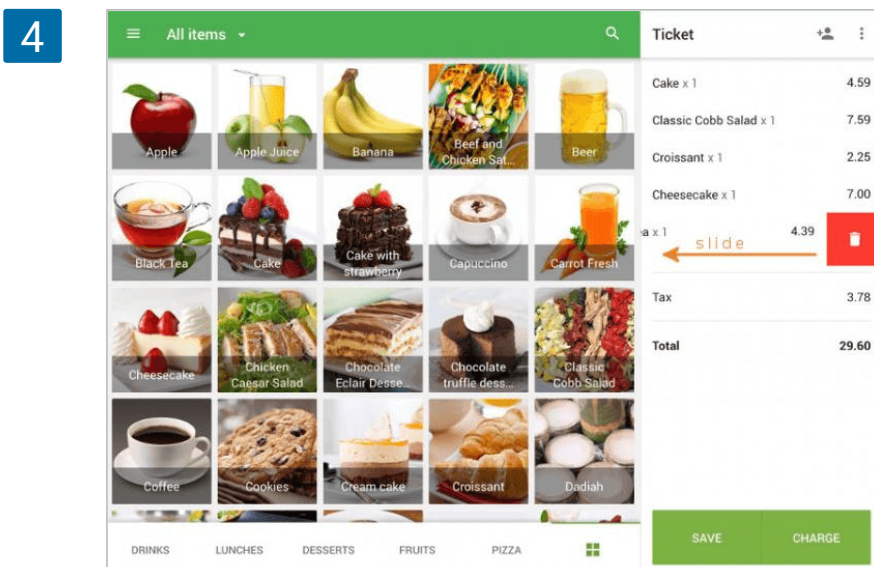 4
All items
Ticket
Apple
Apple Juice
Banana
Beef and
Chicken Sat...
Beer
Black Tea
Cake
Cake with
strawberry
Capuccino
Carrot Fresh
Cheesecake
Chicken
Caesar Salad
Chocolate
Eclair Desse...
Chocolate
truffle dess...
Classic
Cobb Salad
Coffee
Cookies
Cream cake
Croissant
Dadiah
DRINKS
LUNCHES
DESSERTS
FRUITS
PIZZA
Cake x 1 4.59
Classic Cobb Salad x 1 7.59
Croissant x 1 2.25
Cheesecake x 1 7.00
a x 1 4.39
slide
Tax 3.78
Total 29.60
SAVE
CHARGE